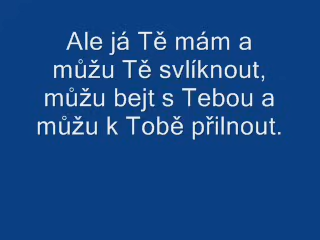 Ale já Tě mám a
můžu Tě svlíknout,
můžu bejt s Tebou a
můžu k Tobě přilnout.